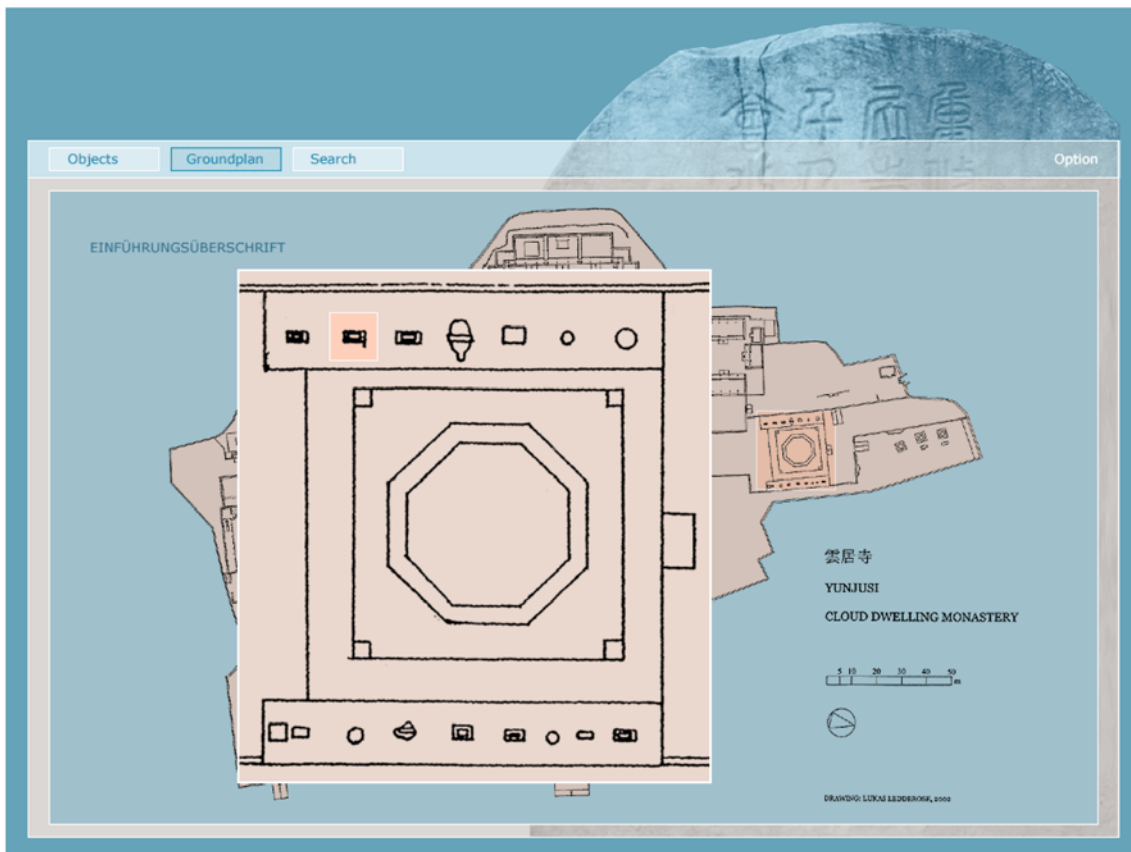 Objects
Groundplan
Search
Option
EINFÜHRUNGSÜBERSCHRIFT
雲居寺
YUNJUSI
CLOUD DWELLING MONASTERY
5 10 20 30 40 50
m
DRAWING: LUKAS LEDDEROSE, 2002